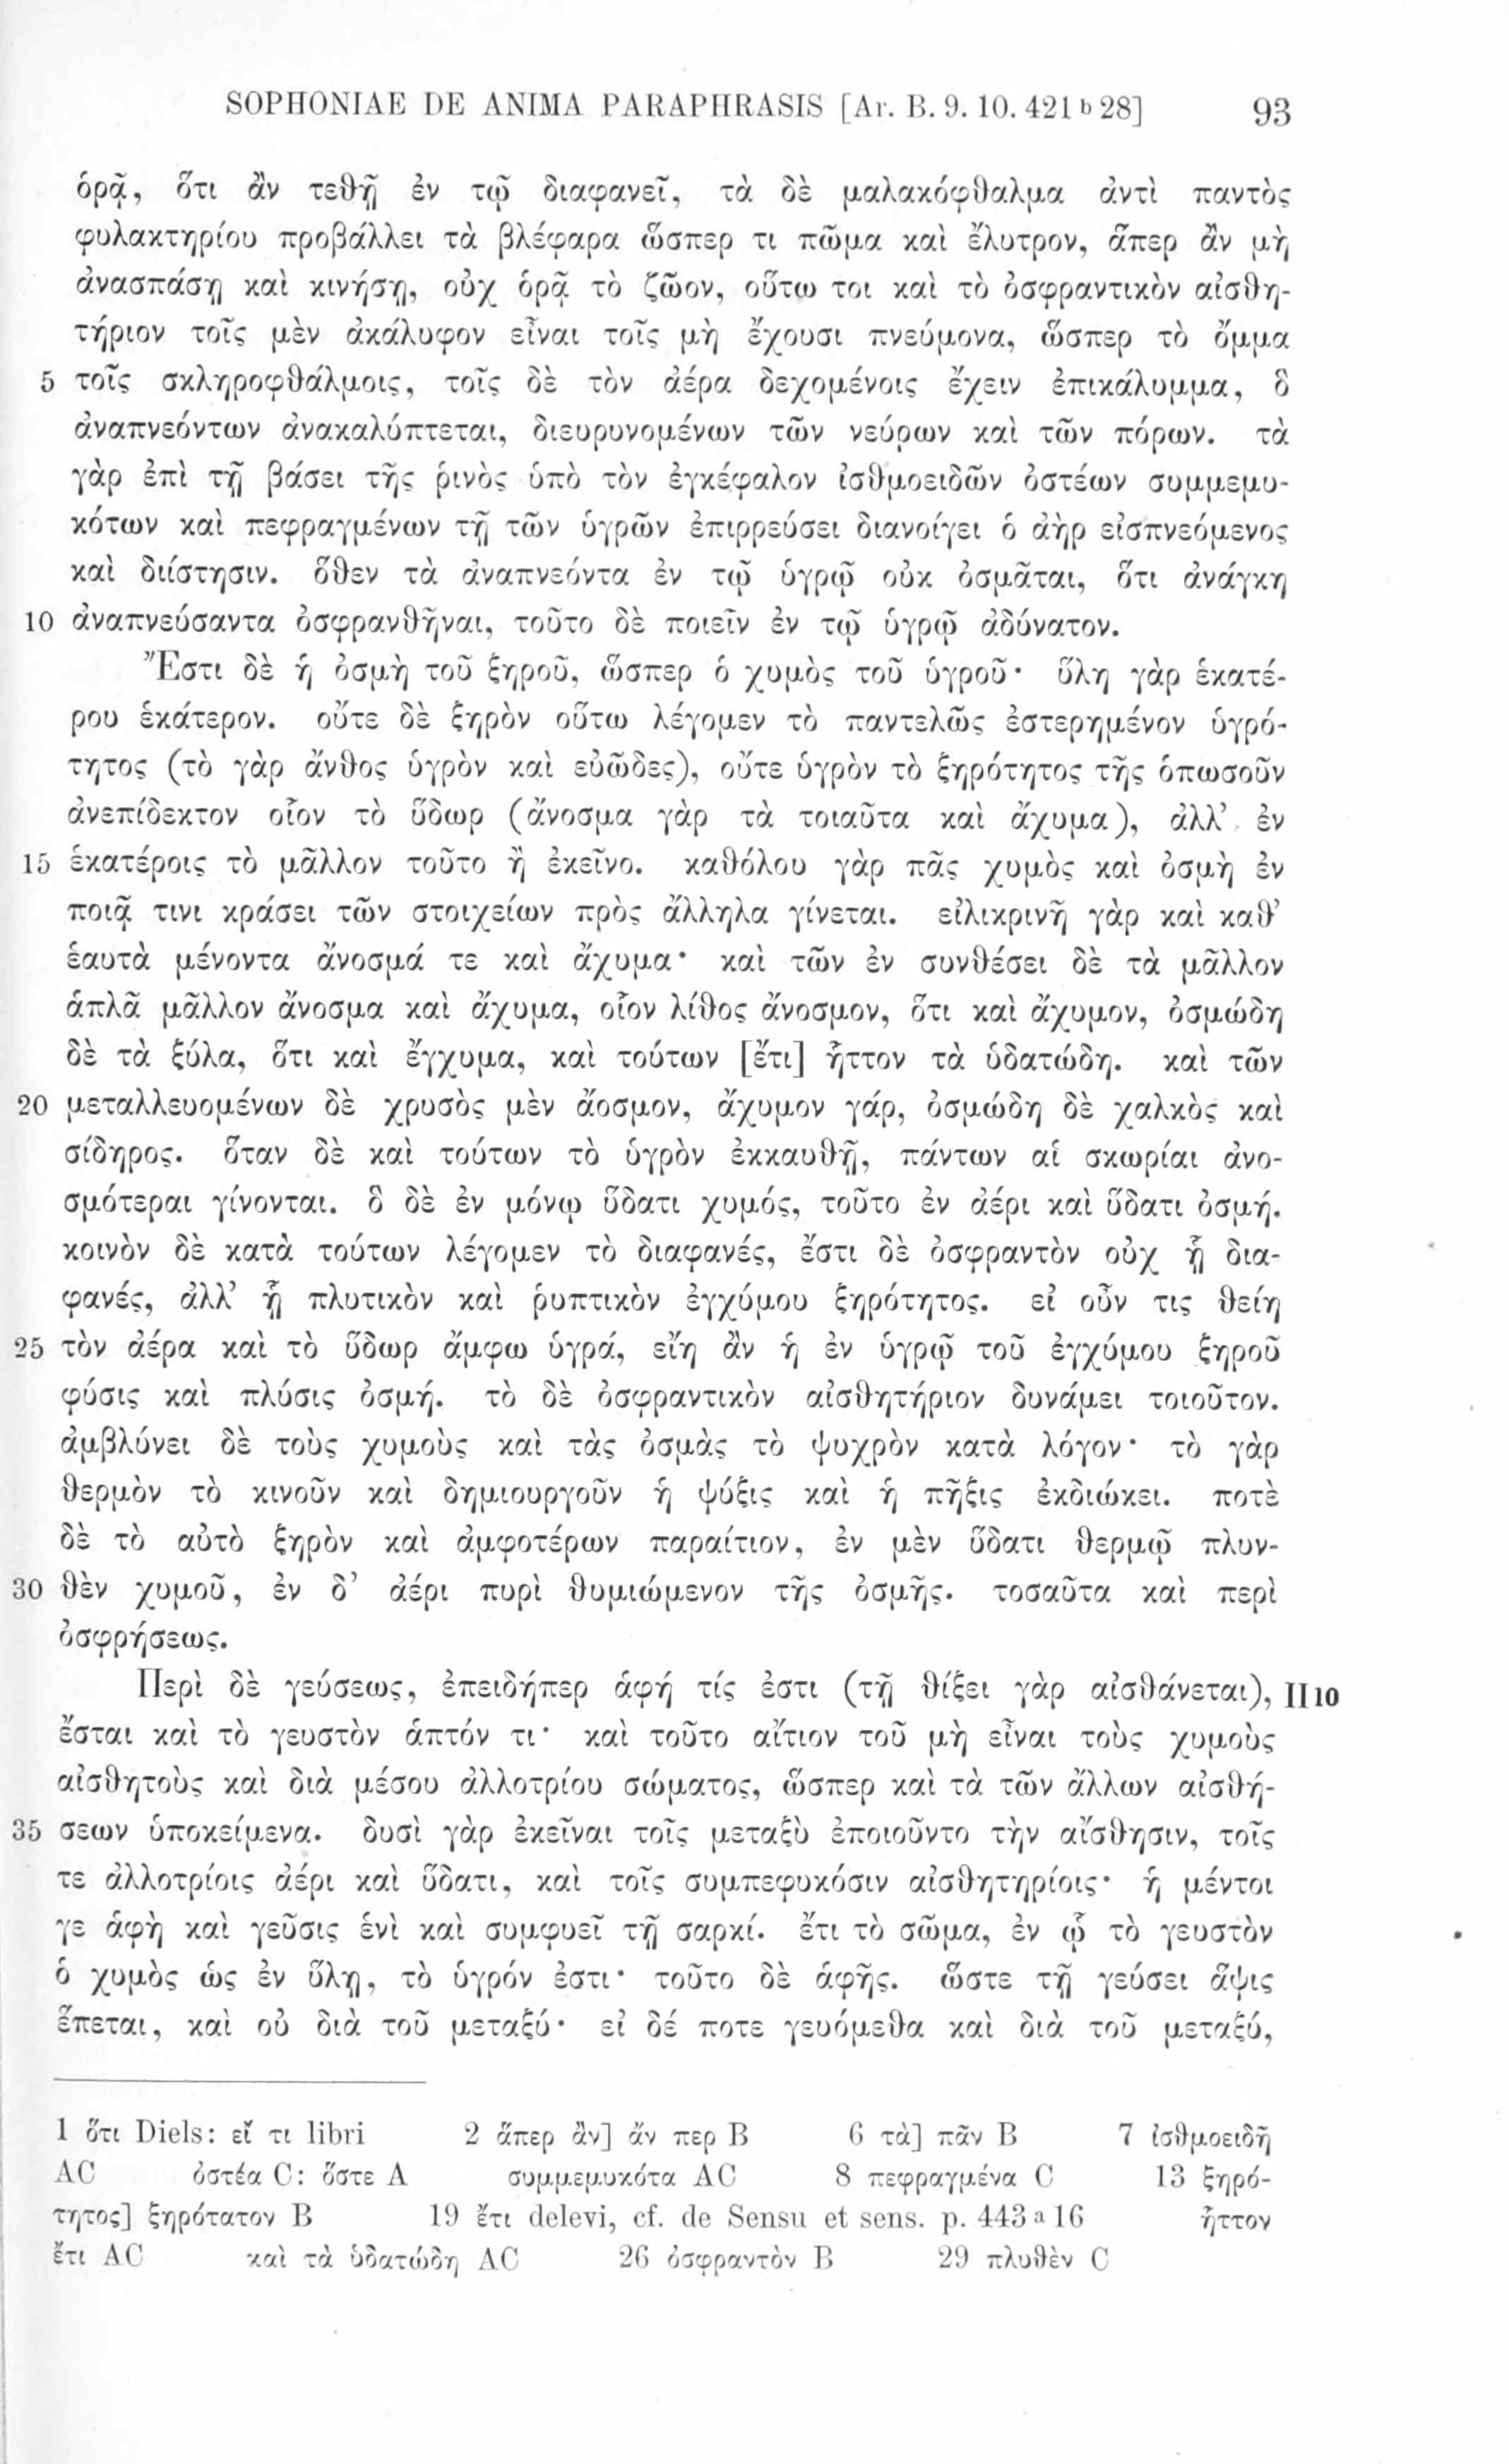 SOPHONIAE DE ANIMA PARAPHRASIS [Ar. B. 9. 10. 421 b 28] 93
ὁρᾷ, ὅτι ἂν τεθῇ ἐν τῷ διαφανεῖ, τὰ δὲ μαλακόφθαλμα ἀντὶ παντὸς
φυλακτηρίου προβάλλει τὰ βλέφαρα ὥσπερ τι πῶμα καὶ ἔλυτρον, ἅπερ ἂν μὴ
ἀνασπάσῃ καὶ κινήσῃ, οὐχ ὁρᾷ τὸ ζῶον, οὕτω τοι καὶ τὸ ὀσφραντικὸν αἰσθη-
τήριον τοῖς μὲν ἀκάλυφον εἶναι τοῖς μὴ ἔχουσι πνεύμονα, ὥσπερ τὸ ὄμμα
5 τοῖς σκληροφθάλμοις, τοῖς δὲ τὸν ἀέρα δεχομένοις ἔχειν ἐπικάλυμμα, ὃ
ἀναπνεόντων ἀνακαλύπτεται, διευρυνομένων τῶν νεύρων καὶ τῶν πόρων. τὰ
γὰρ ἐπὶ τῇ βάσει τῆς ῥινὸς ὑπὸ τὸν ἐγκέφαλον ἰσθμοειδῶν ὀστέων συμμεμυ-
κότων καὶ πεφραγμένων τῇ τῶν ὑγρῶν ἐπιρρεύσει διανοίγει ὁ ἀὴρ εἰσπνεόμενος
καὶ διίστησιν. ὅθεν τὰ ἀναπνεόντα ἐν τῷ ὑγρῷ οὐκ ὀσμᾶται, ὅτι ἀνάγκη
10 ἀναπνεύσαντα ὀσφρανθῆναι, τοῦτο δὲ ποιεῖν ἐν τῷ ὑγρῷ ἀδύνατον.
Ἔστι δὲ ἡ ὀσμὴ τοῦ ξηροῦ, ὥσπερ ὁ χυμὸς τοῦ ὑγροῦ· ὕλη γὰρ ἑκατέ-
ρου ἑκάτερον. οὔτε δὲ ξηρὸν οὕτω λέγομεν τὸ παντελῶς ἐστερημένον ὑγρό-
τητος (τὸ γὰρ ἄνθος ὑγρὸν καὶ εὐῶδες), οὔτε ὑγρὸν τὸ ξηρότητος τῆς ὁπωσοῦν
ἀνεπίδεκτον οἷον τὸ ὕδωρ (ἄνοσμα γὰρ τὰ τοιαῦτα καὶ ἄχυμα), ἀλλ’ ἐν
15 ἑκατέροις τὸ μᾶλλον τοῦτο ἢ ἐκεῖνο. καθόλου γὰρ πᾶς χυμὸς καὶ ὀσμὴ ἐν
ποιᾷ τινι κράσει τῶν στοιχείων πρὸς ἄλληλα γίνεται. εἰλικρινῆ γὰρ καὶ καθ’
ἑαυτὰ μένοντα ἄνοσμά τε καὶ ἄχυμα· καὶ τῶν ἐν συνθέσει δὲ τὰ μᾶλλον
ἁπλᾶ μᾶλλον ἄνοσμα καὶ ἄχυμα, οἷον λίθος ἄνοσμον, ὅτι καὶ ἄχυμον, ὀσμώδη
δὲ τὰ ξύλα, ὅτι καὶ ἔγχυμα, καὶ τούτων [ἔτι] ἧττον τὰ ὑδατώδη. καὶ τῶν
20 μεταλλευομένων δὲ χρυσὸς μὲν ἄοσμον, ἄχυμον γάρ, ὀσμώδη δὲ χαλκὸς καὶ
σίδηρος. ὅταν δὲ καὶ τούτων τὸ ὑγρὸν ἐκκαυθῇ, πάντων αἱ σκωρίαι ἀνο-
σμότεραι γίνονται. ὃ δὲ ἐν μόνῳ ὕδατι χυμός, τοῦτο ἐν ἀέρι καὶ ὕδατι ὀσμή.
κοινὸν δὲ κατὰ τούτων λέγομεν τὸ διαφανές, ἔστι δὲ ὀσφραντὸν οὐχ ᾗ δια-
φανές, ἀλλ’ ᾗ πλυτικὸν καὶ ῥυπτικὸν ἐγχύμου ξηρότητος. εἰ οὖν τις θείη
25 τὸν ἀέρα καὶ τὸ ὕδωρ ἄμφω ὑγρά, εἴη ἂν ἡ ἐν ὑγρῷ τοῦ ἐγχύμου ξηροῦ
φύσις καὶ πλύσις ὀσμή. τὸ δὲ ὀσφραντικὸν αἰσθητήριον δυνάμει τοιοῦτον.
ἀμβλύνει δὲ τοὺς χυμοὺς καὶ τὰς ὀσμὰς τὸ ψυχρὸν κατὰ λόγον· τὸ γὰρ
θερμὸν τὸ κινοῦν καὶ δημιουργοῦν ἡ ψύξις καὶ ἡ πῆξις ἐκδιώκει. ποτὲ
δὲ τὸ αὐτὸ ξηρὸν καὶ ἀμφοτέρων παραίτιον, ἐν μὲν ὕδατι θερμῷ πλυν-
30 θὲν χυμοῦ, ἐν δ’ ἀέρι πυρὶ θυμιώμενον τῆς ὀσμῆς. τοσαῦτα καὶ περὶ
ὀσφρήσεως.
Περὶ δὲ γεύσεως, ἐπειδήπερ ἁφή τίς ἐστι (τῇ θίξει γὰρ αἰσθάνεται), II 10
ἔσται καὶ τὸ γευστὸν ἁπτόν τι· καὶ τοῦτο αἴτιον τοῦ μὴ εἶναι τοὺς χυμοὺς
αἰσθητοὺς καὶ διὰ μέσου ἀλλοτρίου σώματος, ὥσπερ καὶ τὰ τῶν ἄλλων αἰσθή-
35 σεων ὑποκείμενα. δυσὶ γὰρ ἐκεῖναι τοῖς μεταξὺ ἐποιοῦντο τὴν αἴσθησιν, τοῖς
τε ἀλλοτρίοις ἀέρι καὶ ὕδατι, καὶ τοῖς συμπεφυκόσιν αἰσθητηρίοις· ἡ μέντοι
γε ἁφὴ καὶ γεῦσις ἑνὶ καὶ συμφυεῖ τῇ σαρκί. ἔτι τὸ σῶμα, ἐν ᾧ τὸ γευστὸν
ὁ χυμὸς ὡς ἐν ὕλῃ, τὸ ὑγρόν ἐστι· τοῦτο δὲ ἁφῆς. ὥστε τῇ γεύσει ἅψις
ἕπεται, καὶ οὐ διὰ τοῦ μεταξύ· εἰ δέ ποτε γευόμεθα καὶ διὰ τοῦ μεταξύ,
1 ὅτι Diels: εἴ τι libri 2 ἅπερ ἂν] ἄν περ B 6 τὰ] πᾶν B 7 ἰσθμοειδῆ
AC ὀστέα C: ὅστε A συμμεμυκότα AC 8 πεφραγμένα C 13 ξηρό-
τητος] ξηρότατον B 19 ἔτι delevi, cf. de Sensu et sens. p. 443 a 16 ἧττον
ἔτι AC καὶ τὰ ὑδατώδη AC 26 ὀσφραντὸν B 29 πλυθὲν C